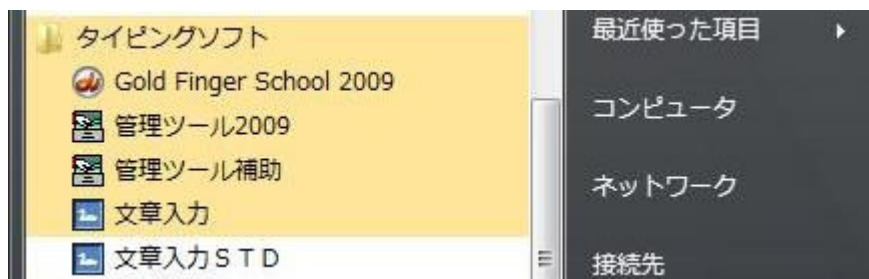 タイピングソフト
Gold Finger School 2009
管理ツール2009
管理ツール補助
文章入力
文章入力ＳＴＤ
最近使った項目
コンピュータ
ネットワーク
接続先